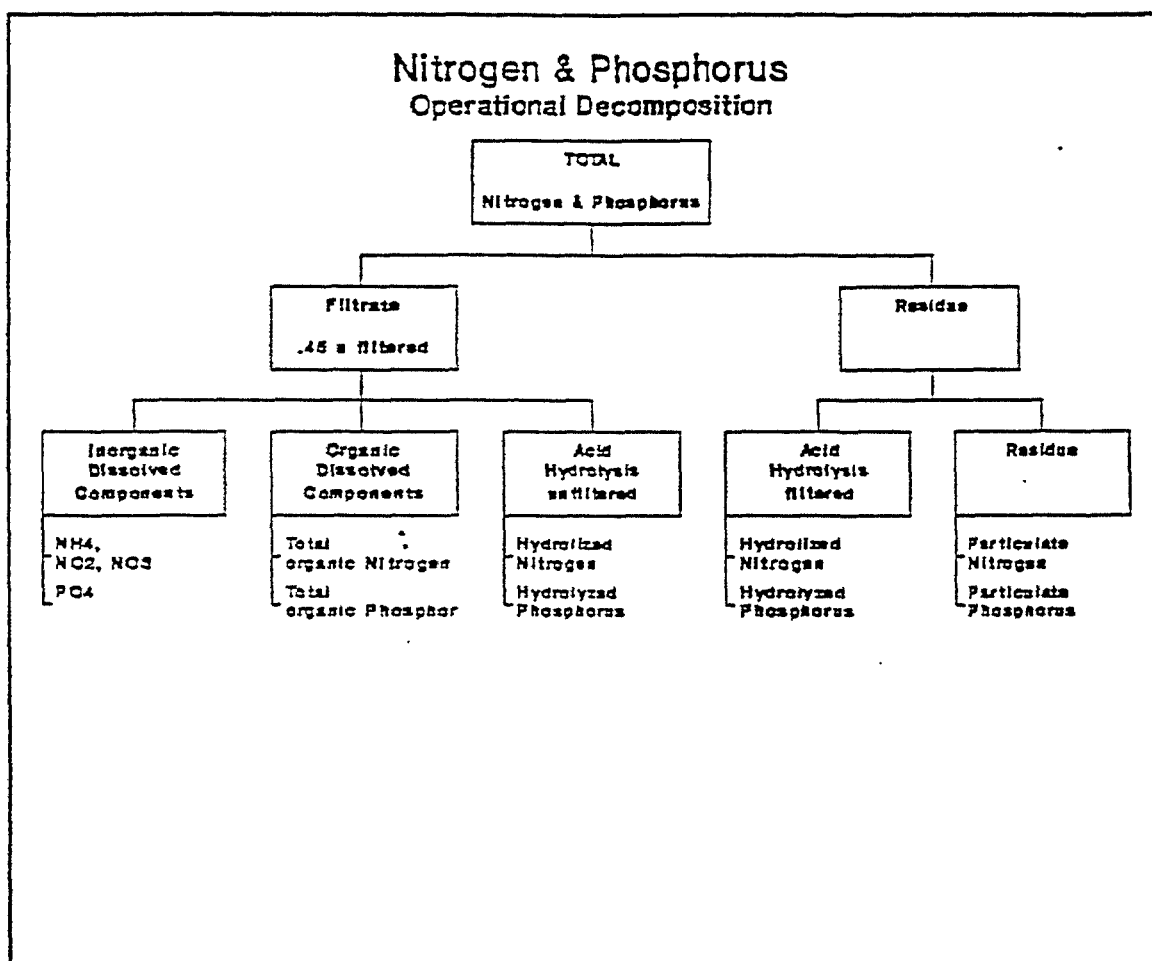 Nitrogen & Phosphorus
Operational Decomposition
TOTAL
Nitrogen & Phosphorus
Filtrate
.45 filtered
Residue
Inorganic
Dissolved
Components
NH4,
NO2, NO3
PO4
Organic
Dissolved
Components
Total
organic Nitrogen
Total
organic Phosphor
Acid
Hydrolysis
unfiltered
Hydrolized
Nitrogen
Hydrolyzed
Phosphorus
Acid
Hydrolysis
filtered
Hydrolized
Nitrogen
Hydrolyzed
Phosphorus
Residue
Particulate
Nitrogen
Particulate
Phosphorus